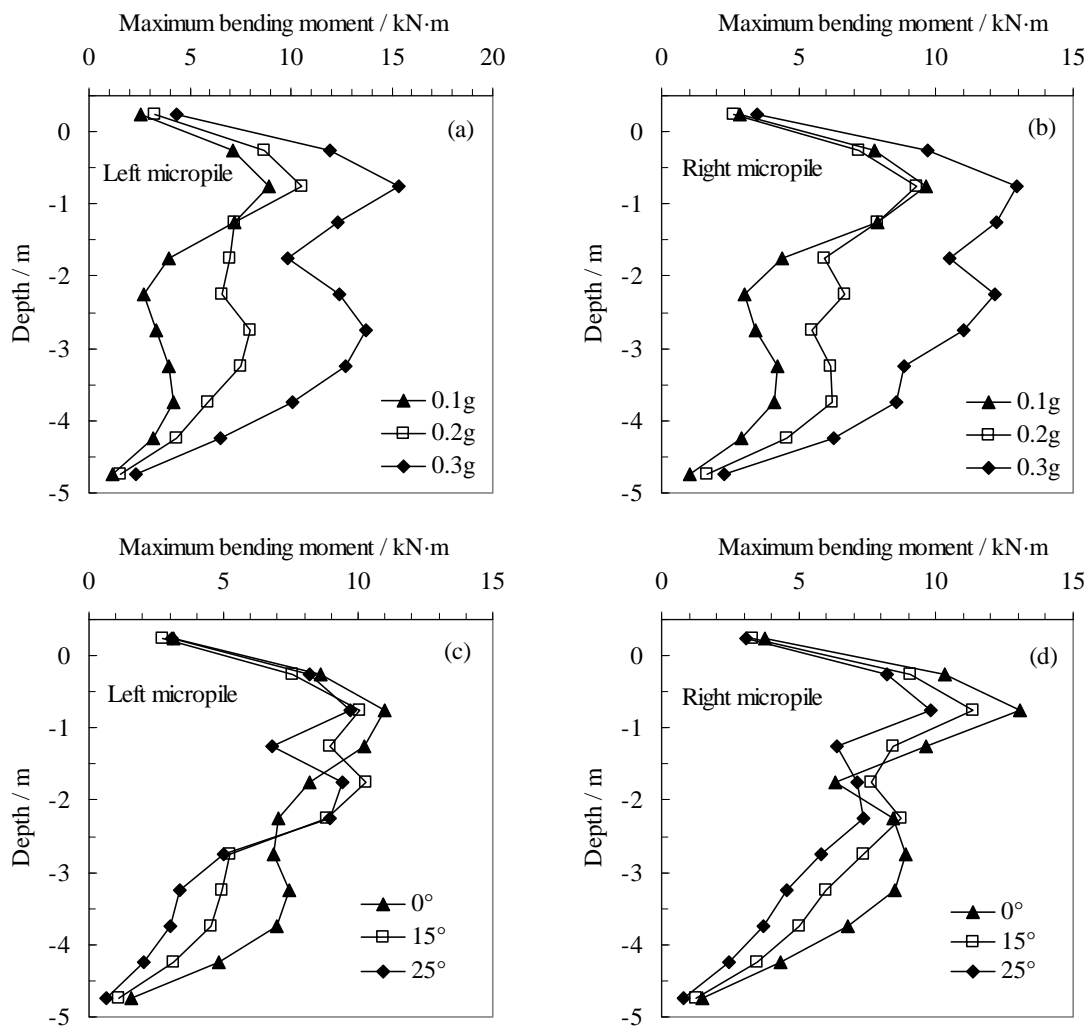 Maximum bending moment / kN·m
0 5 10 15 20
0
-1
-2
-3
-4
-5
Depth / m
(a)
Left micropile
0.1g
0.2g
0.3g
Maximum bending moment / kN·m
0 5 10 15
0
-1
-2
-3
-4
-5
Depth / m
(b)
Right micropile
0.1g
0.2g
0.3g
Maximum bending moment / kN·m
0 5 10 15
0
-1
-2
-3
-4
-5
Depth / m
(c)
Left micropile
0°
15°
25°
Maximum bending moment / kN·m
0 5 10 15
0
-1
-2
-3
-4
-5
Depth / m
(d)
Right micropile
0°
15°
25°